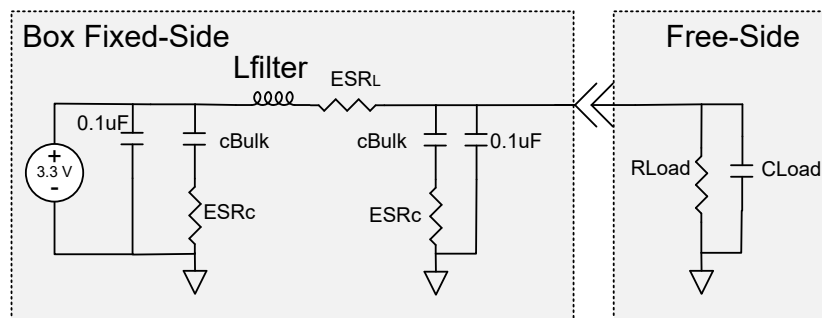 Box Fixed-Side
Free-Side
Lfilter
ESRL
0.1uF
cBulk
cBulk
0.1uF
+
3.3 V
-
RLoad
CLoad
ESRc
ESRc